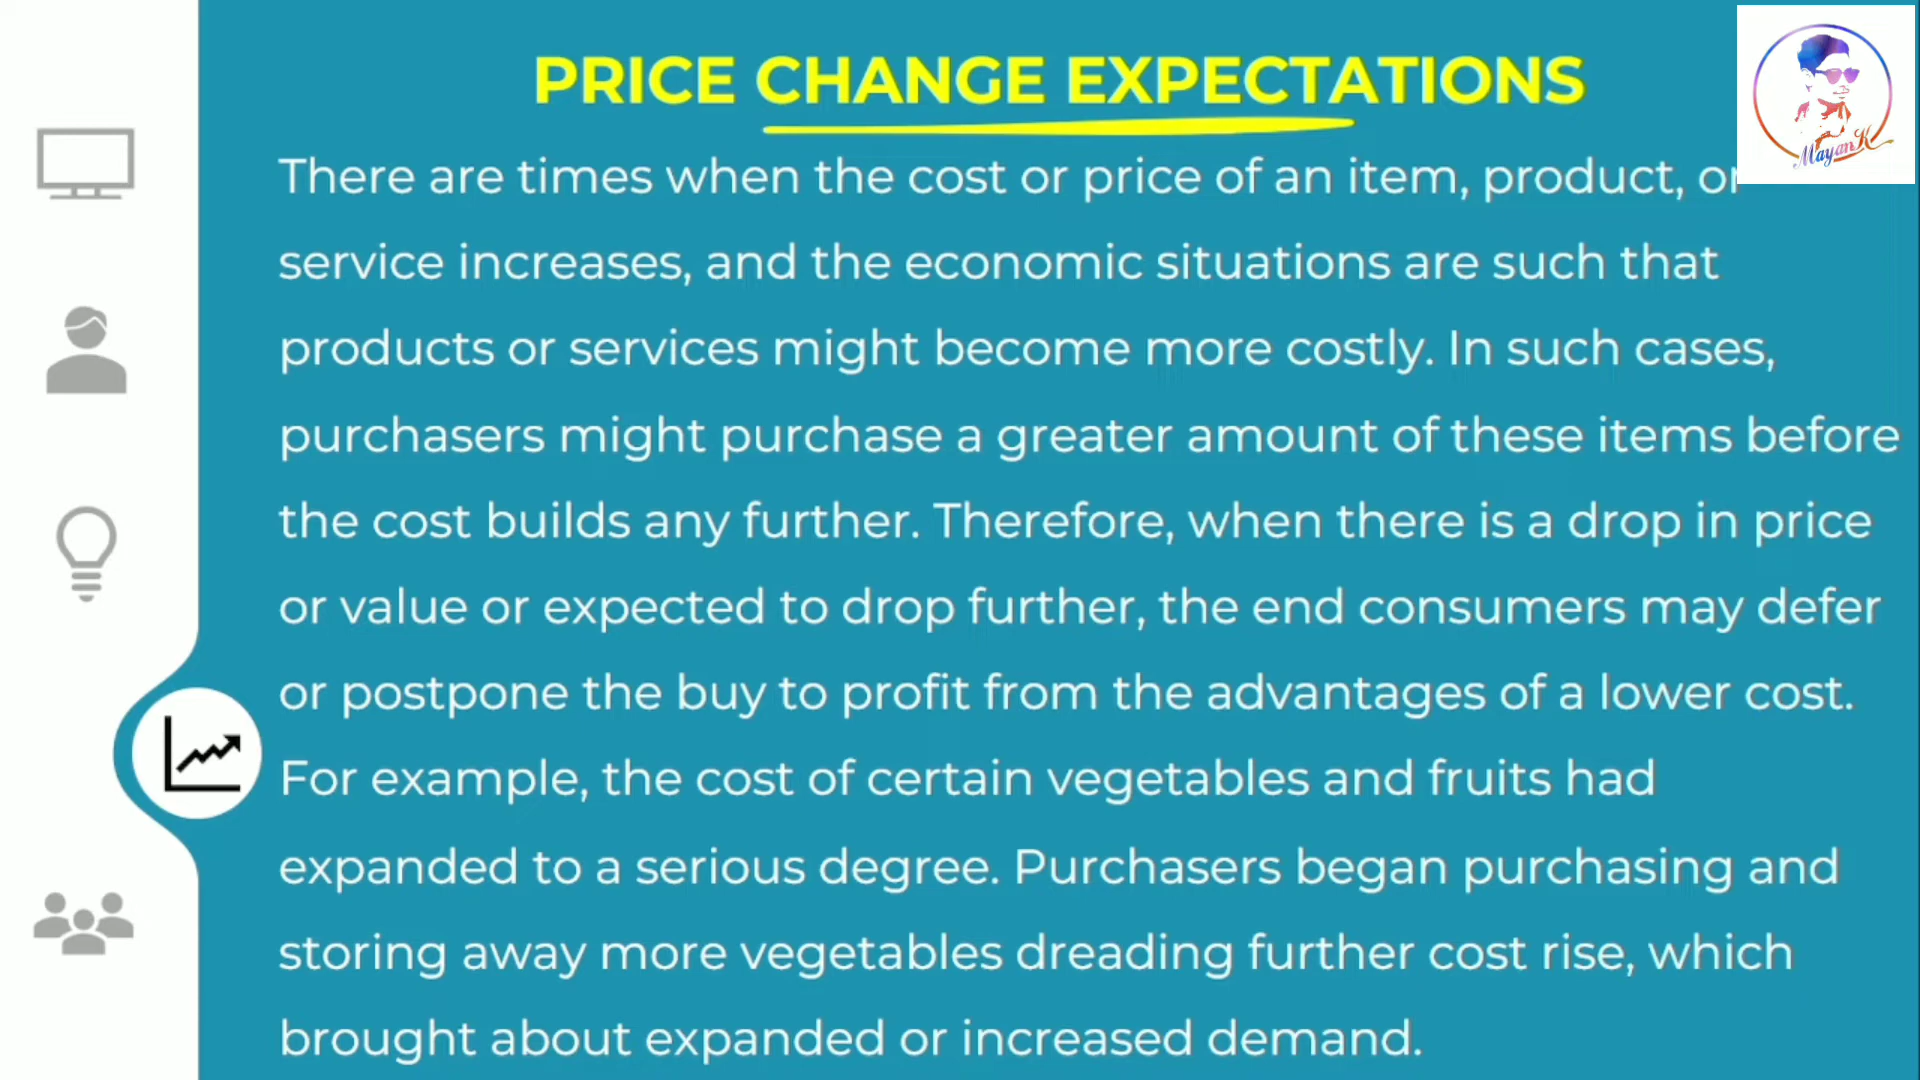 PRICE CHANGE EXPECTATIONS
There are times when the cost or price of an item, product, or
service increases, and the economic situations are such that
products or services might become more costly. In such cases,
purchasers might purchase a greater amount of these items before
the cost builds any further. Therefore, when there is a drop in price
or value or expected to drop further, the end consumers may defer
or postpone the buy to profit from the advantages of a lower cost.
For example, the cost of certain vegetables and fruits had
expanded to a serious degree. Purchasers began purchasing and
storing away more vegetables dreading further cost rise, which
brought about expanded or increased demand.
MayanK